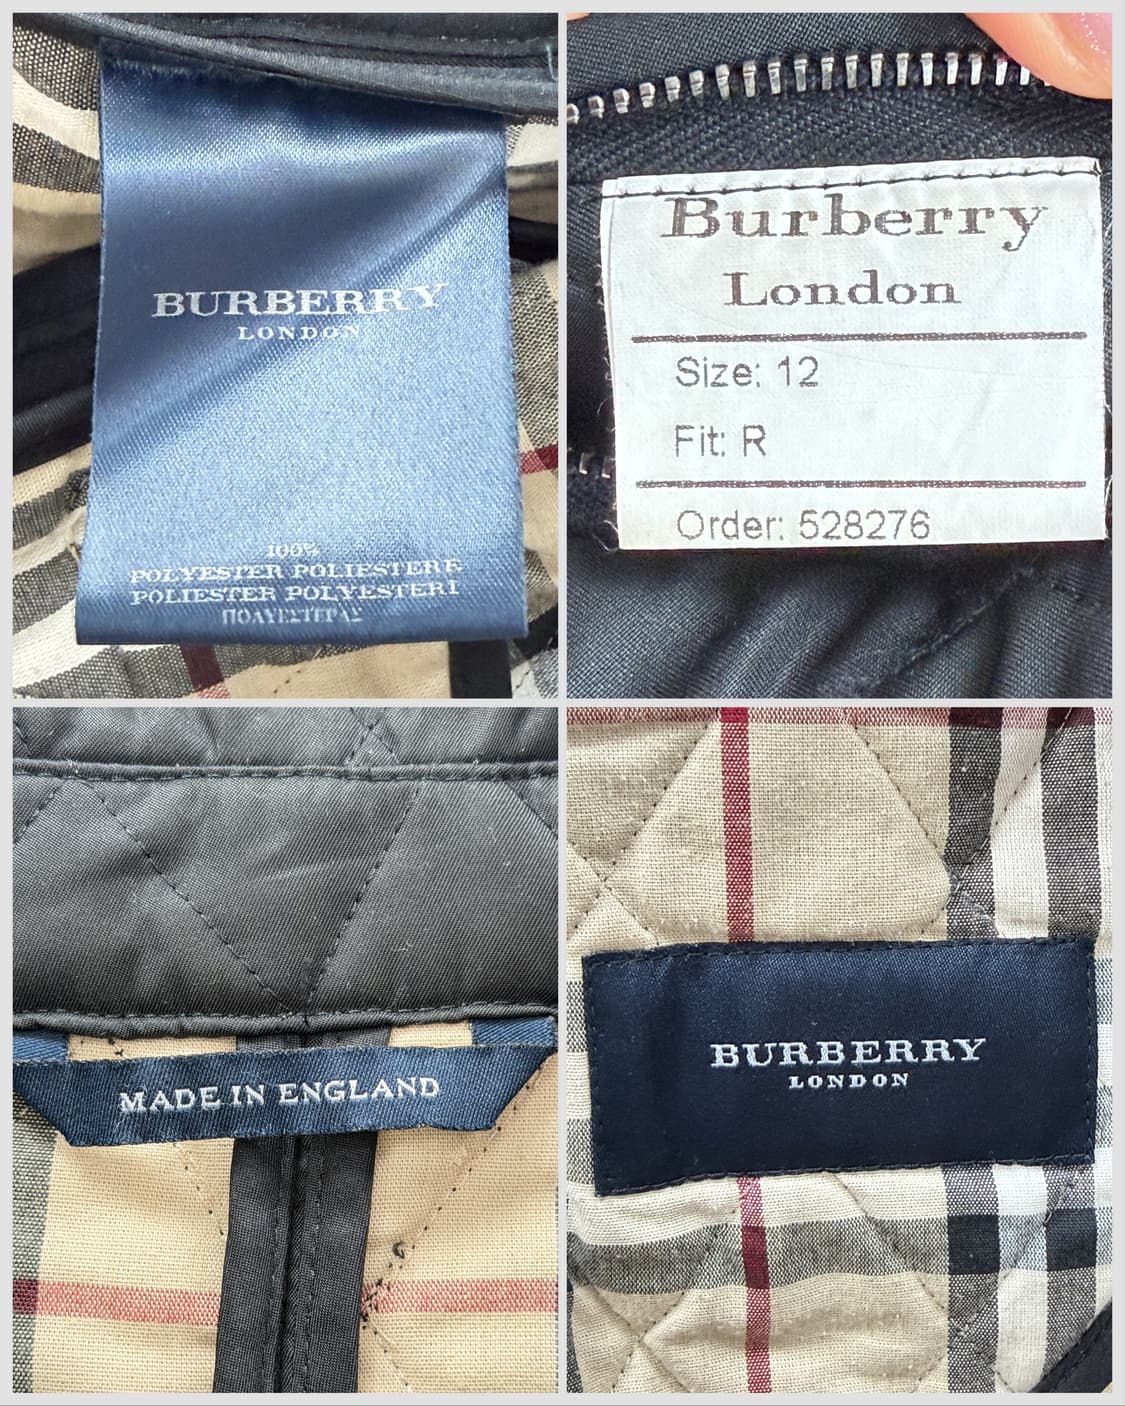 BURBERRY
LONDON
100%
POLYESTER POLIESTERE
POLIESTER POLYESTERI
ΠΟΛΥΕΣΤΕΡΑΣ
Burberry
London
Size: 12
Fit: R
Order: 528276
MADE IN ENGLAND
BURBERRY
LONDON